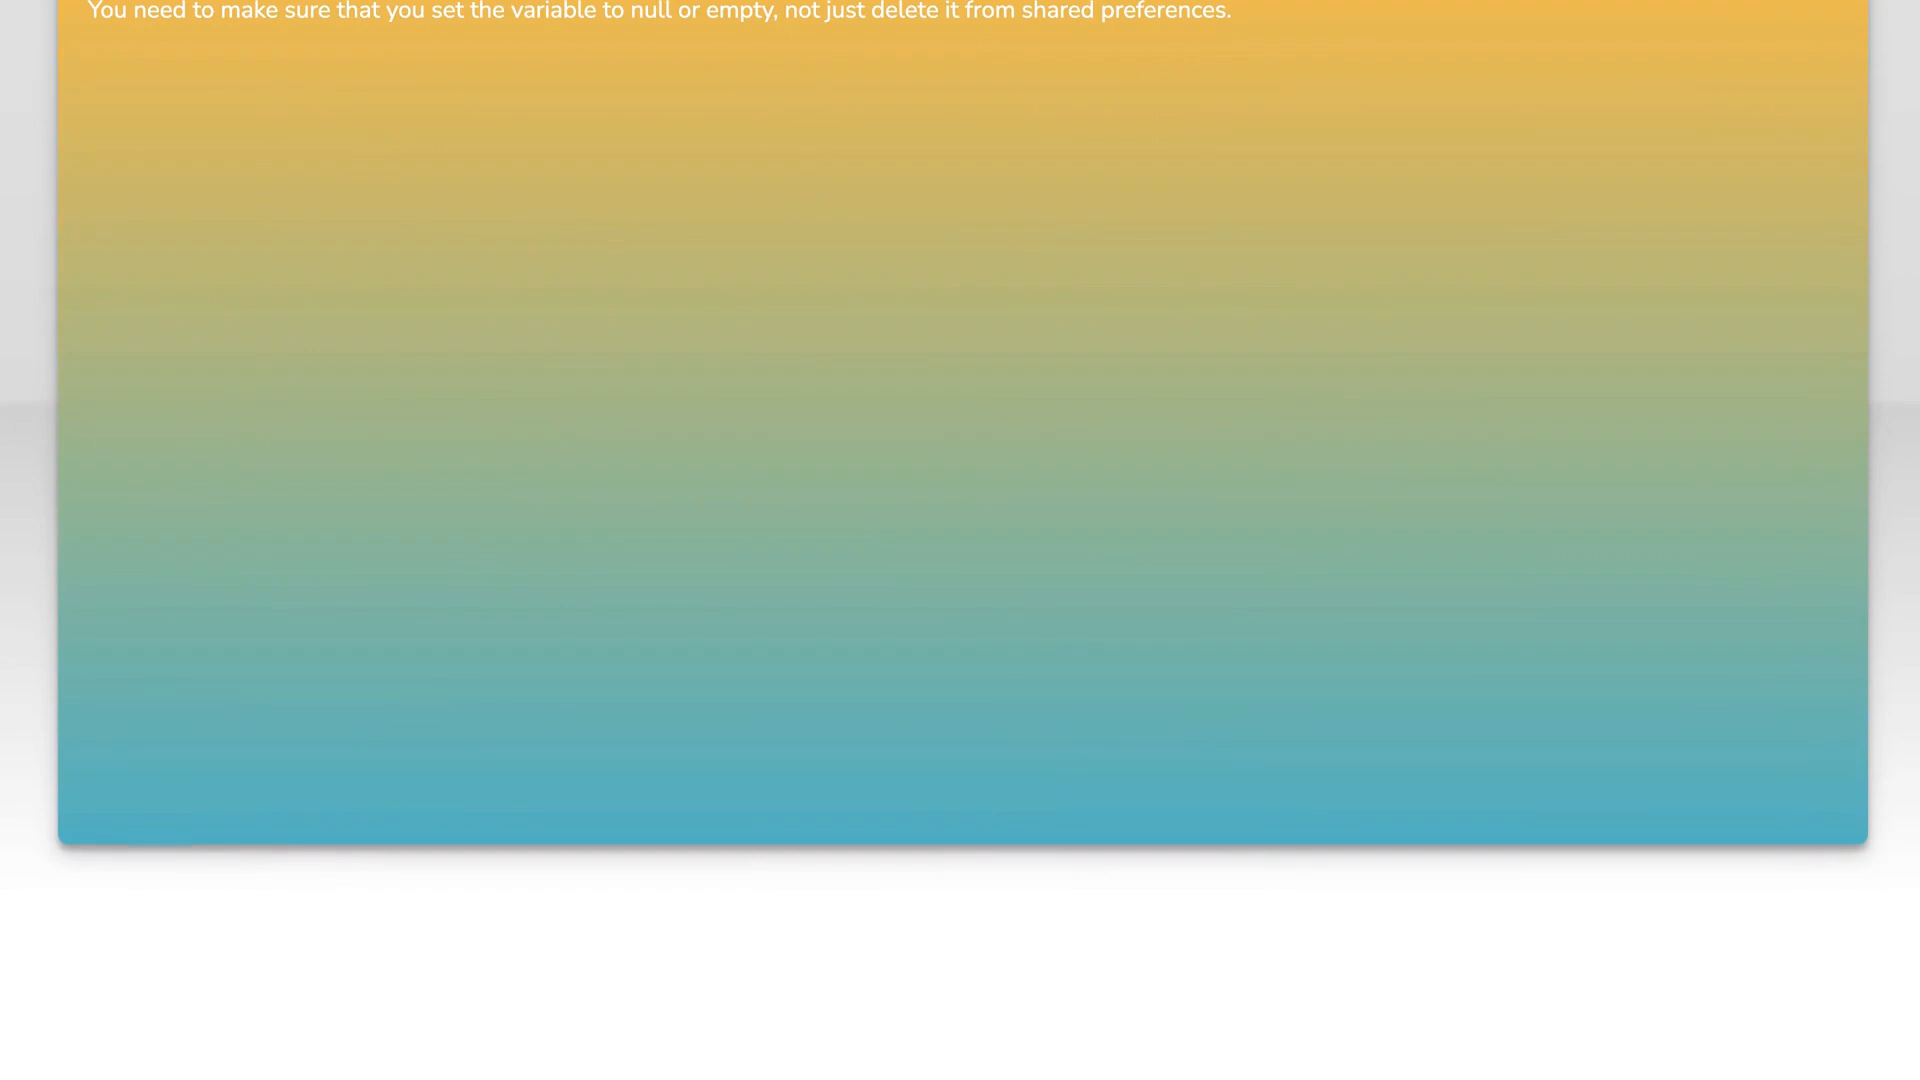 You need to make sure that you set the variable to null or empty, not just delete it from shared preferences.